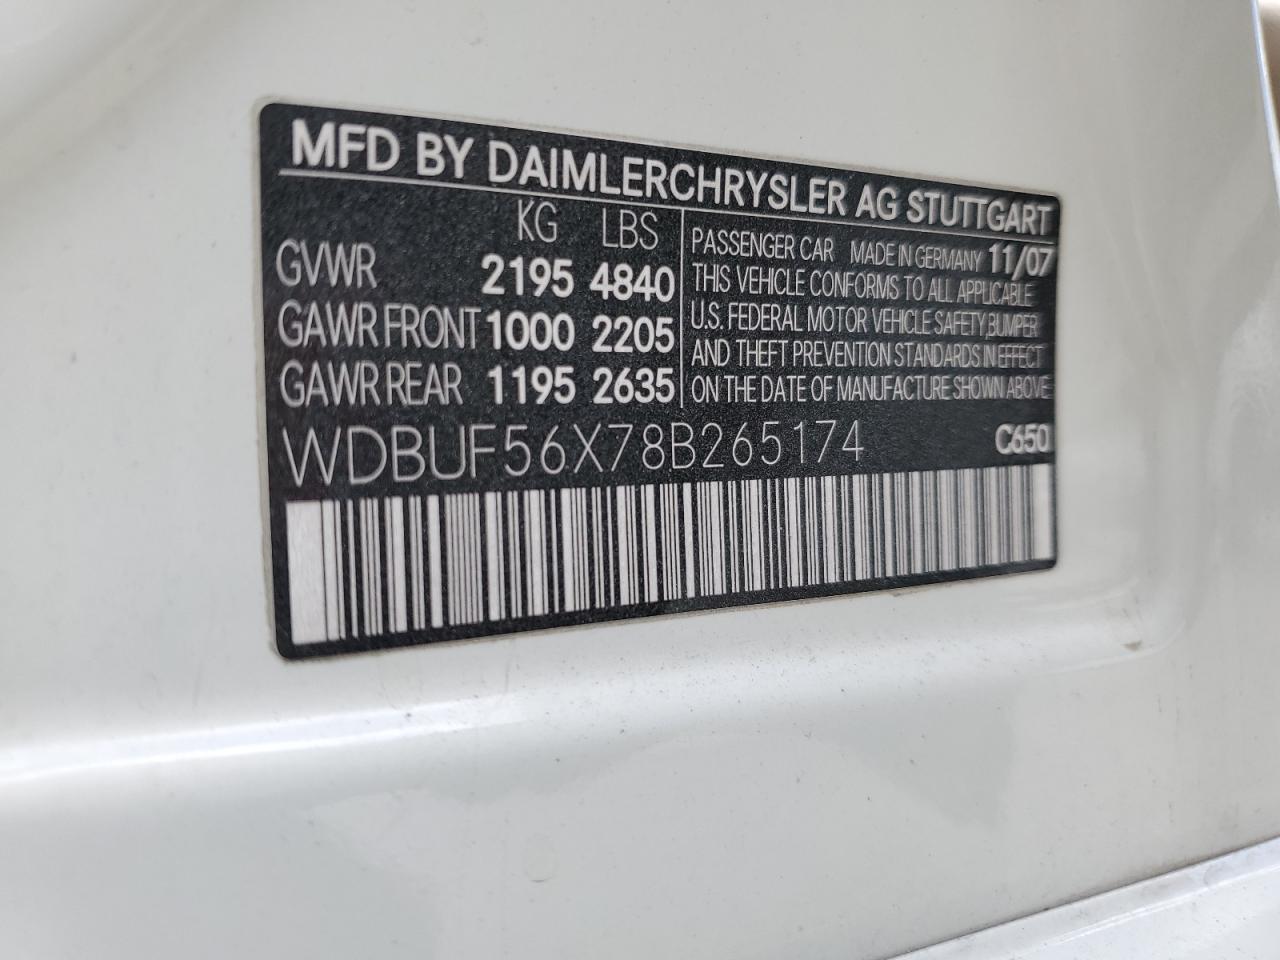 MFD BY DAIMLERCHRYSLER AG STUTTGART
KG LBS
GVWR 2195 4840
GAWR FRONT 1000 2205
GAWR REAR 1195 2635
PASSENGER CAR MADE IN GERMANY 11/07
THIS VEHICLE CONFORMS TO ALL APPLICABLE
U.S. FEDERAL MOTOR VEHICLE SAFETY,BUMPER
AND THEFT PREVENTION STANDARDS IN EFFECT
ON THE DATE OF MANUFACTURE SHOWN ABOVE
WDBUF56X78B265174 C650